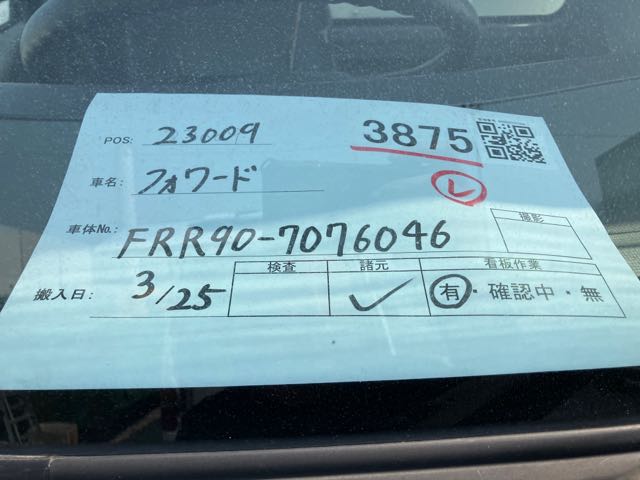 POS: 23009 3875
車名: フォワード レ
車体No.: FRR90-7076046 撮影
検査 諸元 看板作業
搬入日: 3/25 ✓ 有・確認中・無